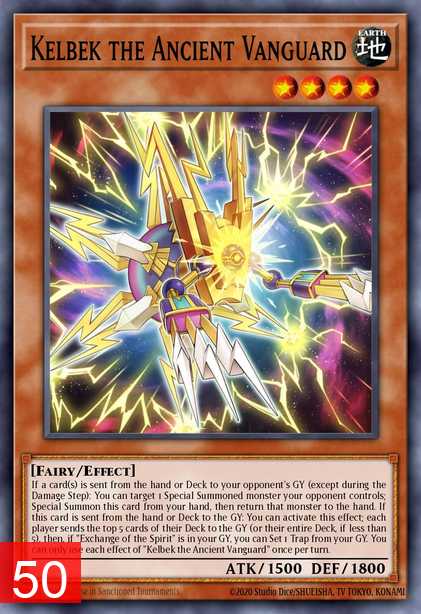 KELBEK THE ANCIENT VANGUARD
EARTH
地
[FAIRY/EFFECT]
If a card(s) is sent from the hand or Deck to your opponent's GY (except during the
Damage Step): You can target 1 Special Summoned monster your opponent controls;
Special Summon this card from your hand, then return that monster to the hand. If
this card is sent from the hand or Deck to the GY: You can activate this effect; each
player sends the top 5 cards of their Deck to the GY (or their entire Deck, if less than
5), then, if "Exchange of the Spirit" is in your GY, you can Set 1 Trap from your GY. You
can only use each effect of "Kelbek the Ancient Vanguard" once per turn.
ATK/1500 DEF/1800
50
Use in Sanctioned Tournaments
©2020 Studio Dice/SHUEISHA, TV TOKYO, KONAMI